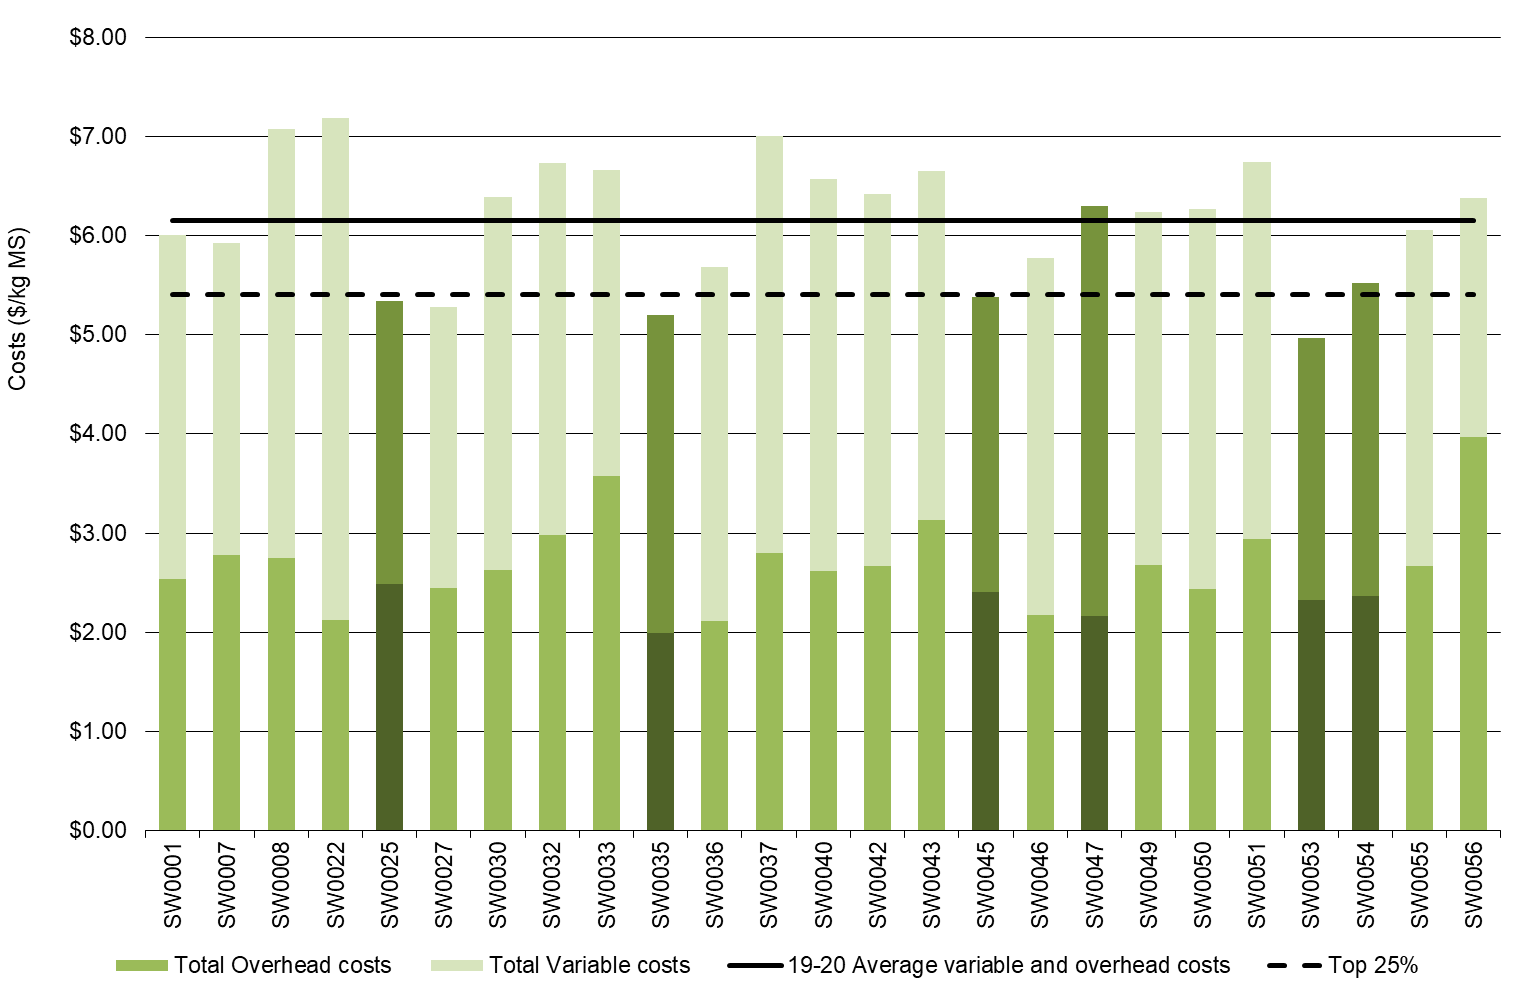 $8.00
$7.00
$6.00
$5.00
$4.00
$3.00
$2.00
$1.00
$0.00
Costs ($/kg MS)
SW0001
SW0007
SW0008
SW0022
SW0025
SW0027
SW0030
SW0032
SW0033
SW0035
SW0036
SW0037
SW0040
SW0042
SW0043
SW0045
SW0046
SW0047
SW0049
SW0050
SW0051
SW0053
SW0054
SW0055
SW0056
Total Overhead costs
Total Variable costs
19-20 Average variable and overhead costs
Top 25%